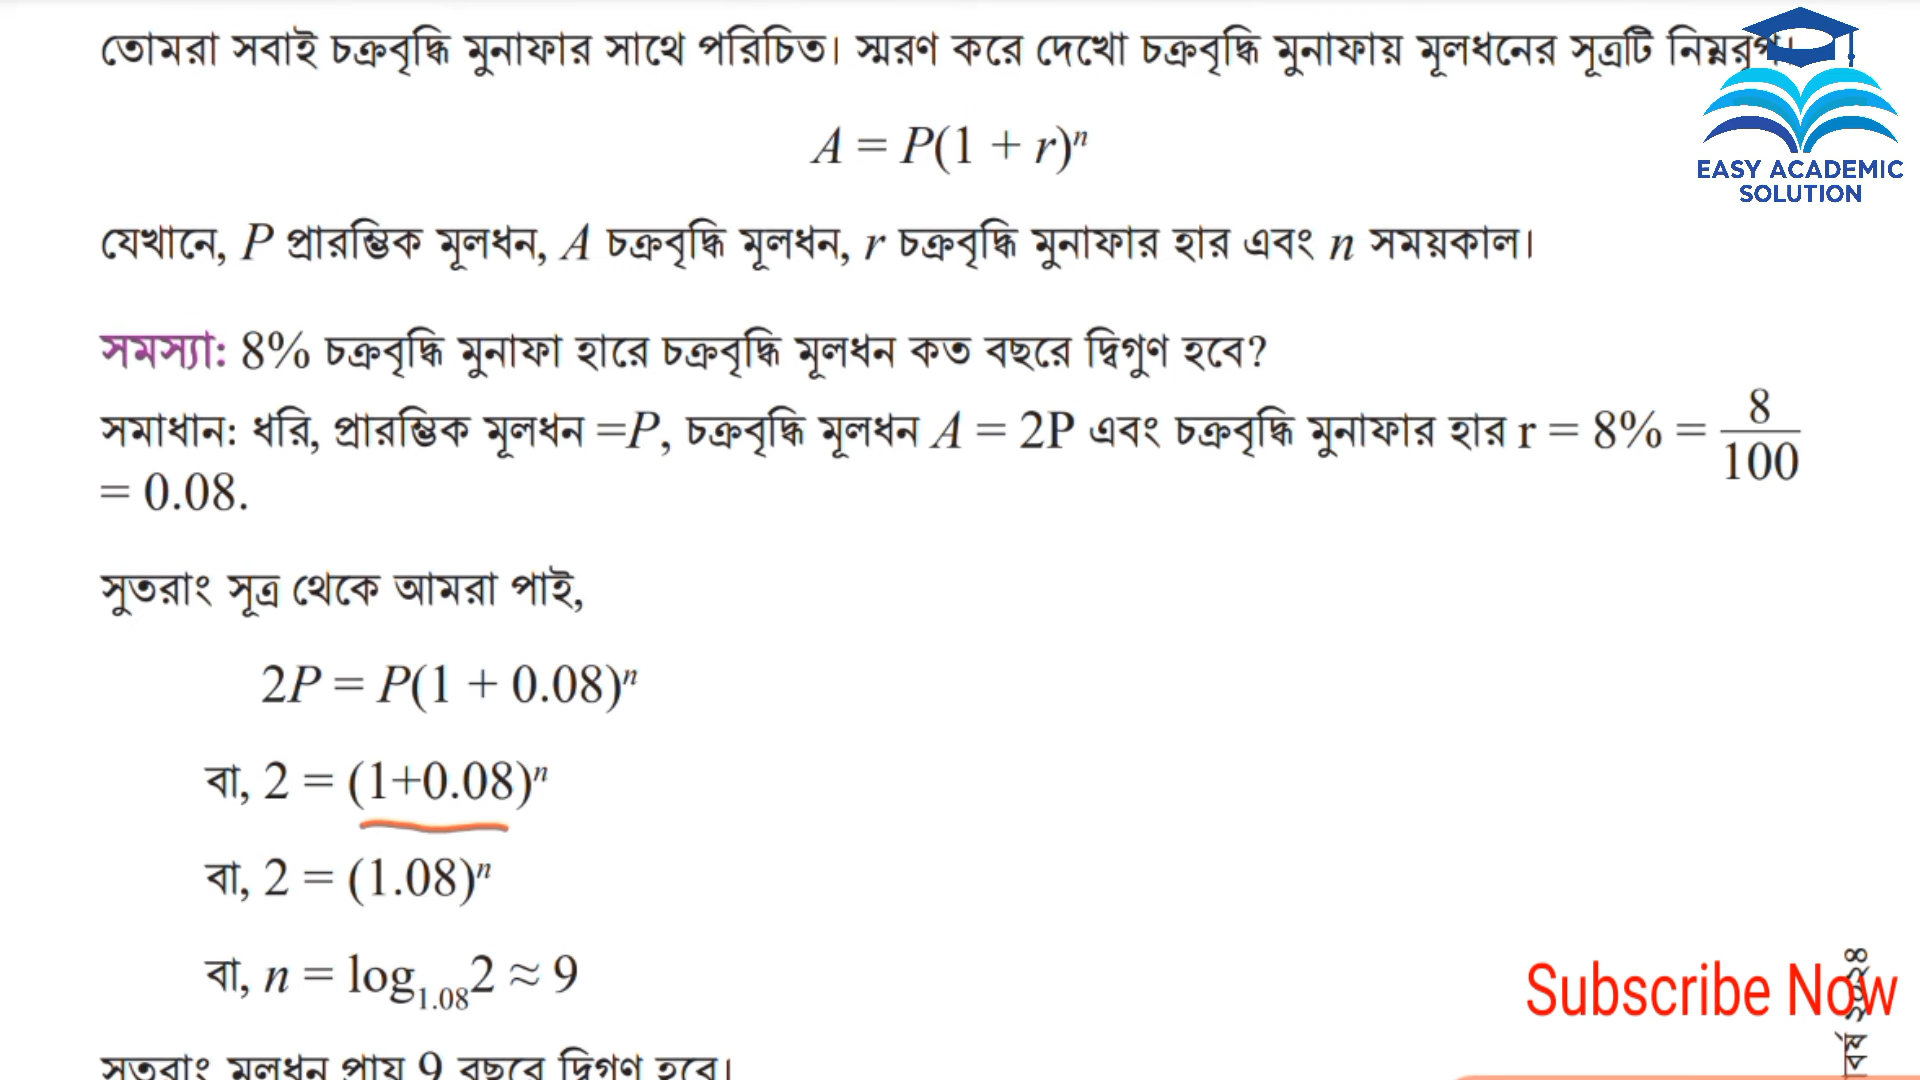 তোমরা সবাই চক্রবৃদ্ধি মুনাফার সাথে পরিচিত। স্মরণ করে দেখো চক্রবৃদ্ধি মুনাফায় মূলধনের সূত্রটি নিম্নরূপ।
EASY ACADEMIC
SOLUTION
A = P(1 + r)ⁿ
যেখানে, P প্রারম্ভিক মূলধন, A চক্রবৃদ্ধি মূলধন, r চক্রবৃদ্ধি মুনাফার হার এবং n সময়কাল।
সমস্যা: 8% চক্রবৃদ্ধি মুনাফা হারে চক্রবৃদ্ধি মূলধন কত বছরে দ্বিগুণ হবে?
সমাধান: ধরি, প্রারম্ভিক মূলধন =P, চক্রবৃদ্ধি মূলধন A = 2P এবং চক্রবৃদ্ধি মুনাফার হার r = 8% = 8/100
= 0.08.
সুতরাং সূত্র থেকে আমরা পাই,
2P = P(1 + 0.08)ⁿ
বা, 2 = (1+0.08)ⁿ
বা, 2 = (1.08)ⁿ
বা, n = log₁.₀₈2 ≈ 9
সুতরাং মূলধন প্রায় 9 বছরে দ্বিগুণ হবে।
Subscribe Now